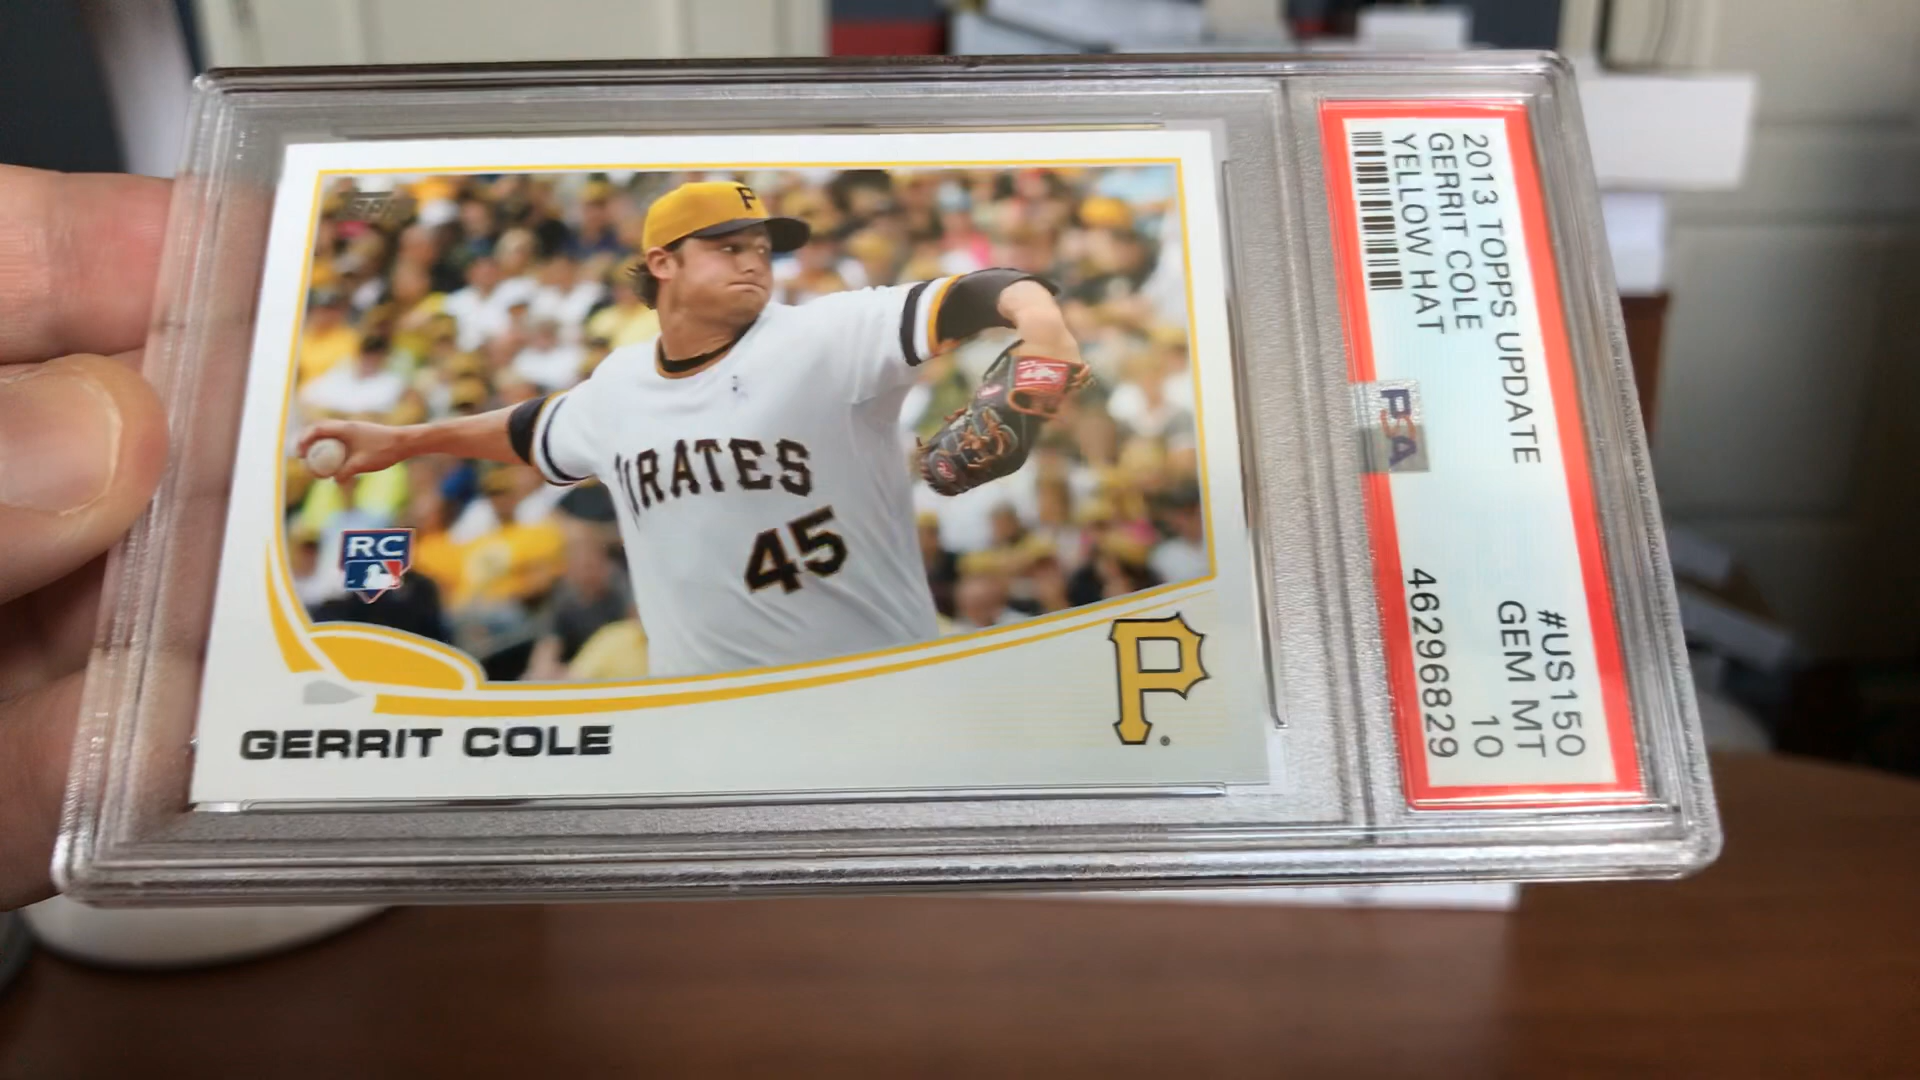 P
PIRATES
45
RC
GERRIT COLE
P
2013 TOPPS UPDATE
GERRIT COLE
YELLOW HAT
PSA
#US150
GEM MT
10
46296829